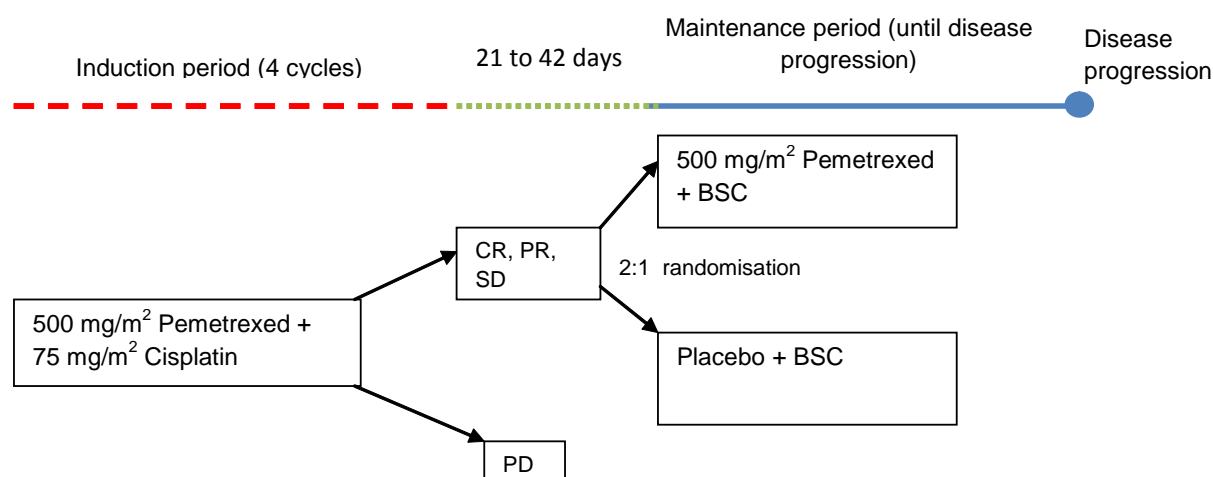 Induction period (4 cycles)
21 to 42 days
Maintenance period (until disease
progression)
Disease
progression
500 mg/m² Pemetrexed
+ BSC
CR, PR,
SD
2:1 randomisation
500 mg/m² Pemetrexed +
75 mg/m² Cisplatin
Placebo + BSC
PD